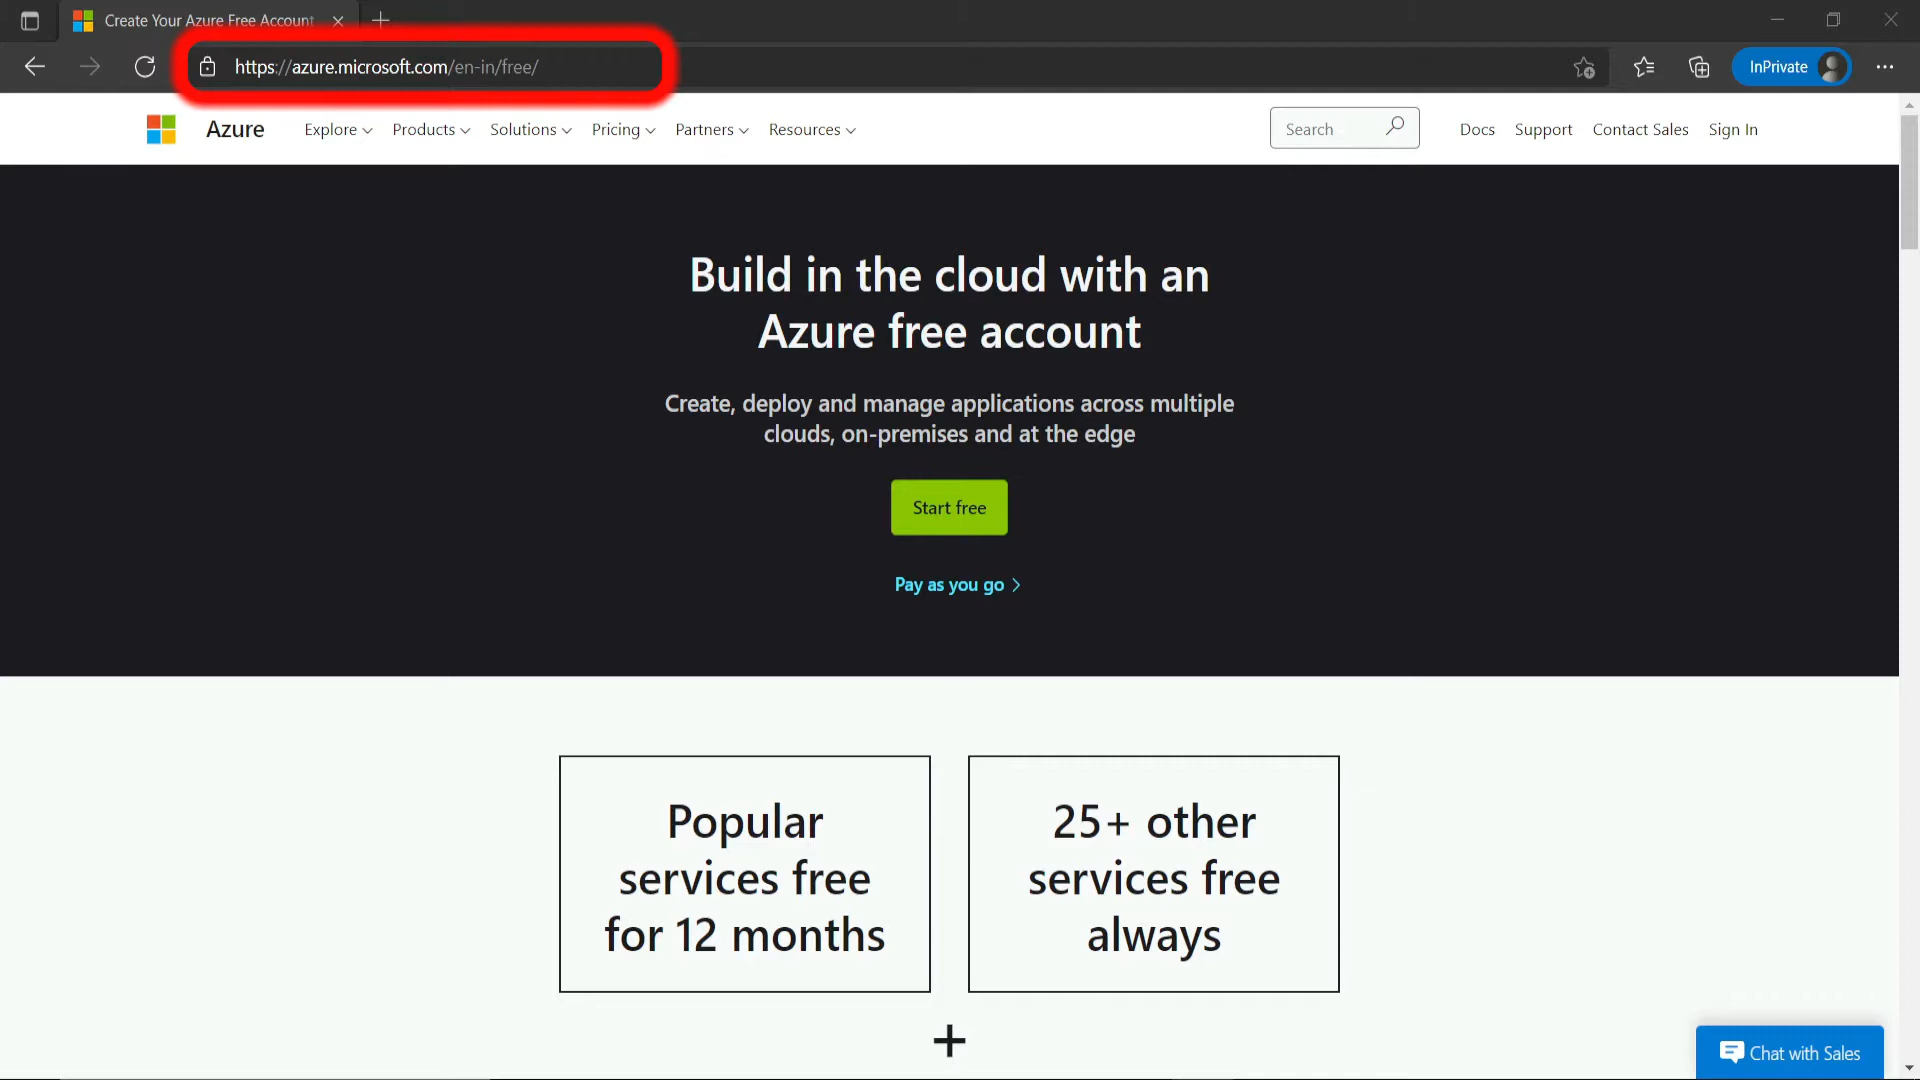 Create Your Azure Free Account
https://azure.microsoft.com/en-in/free/
InPrivate
Azure
Explore
Products
Solutions
Pricing
Partners
Resources
Search
Docs
Support
Contact Sales
Sign In
Build in the cloud with an
Azure free account
Create, deploy and manage applications across multiple
clouds, on-premises and at the edge
Start free
Pay as you go
Popular
services free
for 12 months
25+ other
services free
always
+
Chat with Sales